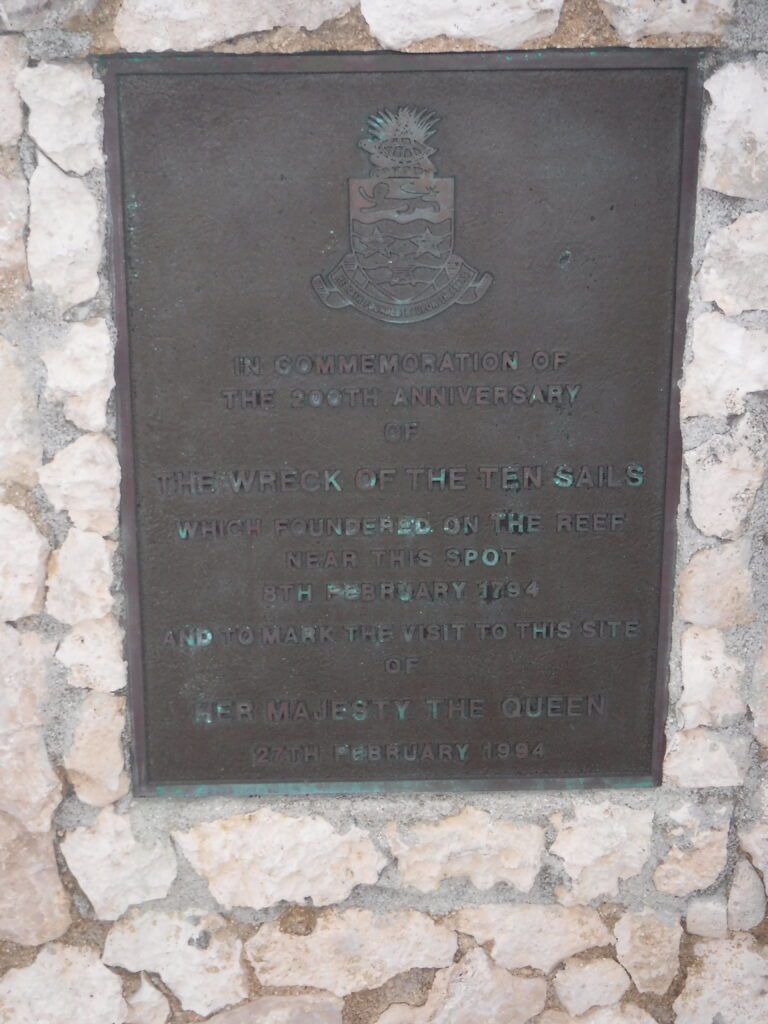 IN COMMEMORATION OF
THE 200TH ANNIVERSARY
OF
THE WRECK OF THE TEN SAILS
WHICH FOUNDERED ON THE REEF
NEAR THIS SPOT
8TH FEBRUARY 1794
AND TO MARK THE VISIT TO THIS SITE
OF
HER MAJESTY THE QUEEN
27TH FEBRUARY 1994